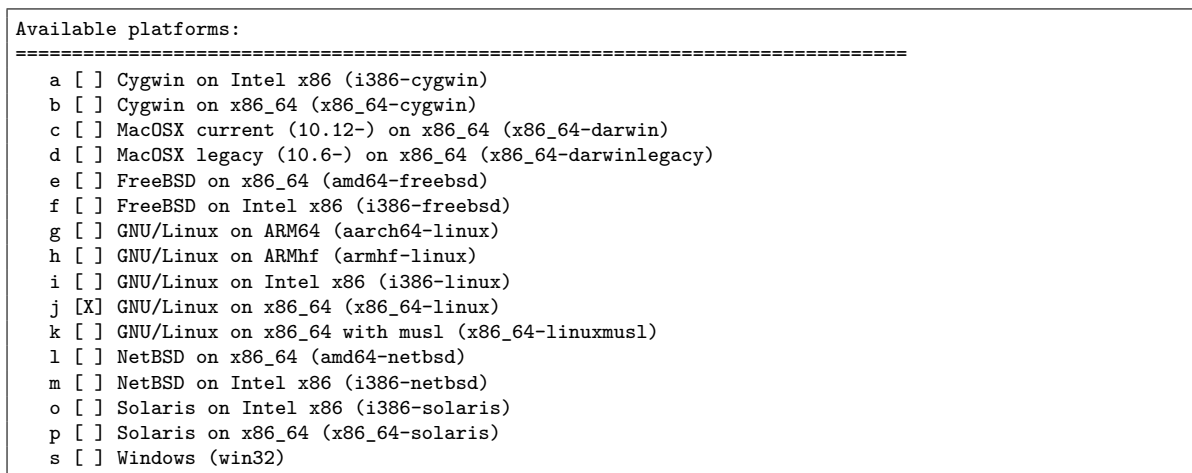 Available platforms:
===============================================================================
a [ ] Cygwin on Intel x86 (i386-cygwin)
b [ ] Cygwin on x86_64 (x86_64-cygwin)
c [ ] MacOSX current (10.12-) on x86_64 (x86_64-darwin)
d [ ] MacOSX legacy (10.6-) on x86_64 (x86_64-darwinlegacy)
e [ ] FreeBSD on x86_64 (amd64-freebsd)
f [ ] FreeBSD on Intel x86 (i386-freebsd)
g [ ] GNU/Linux on ARM64 (aarch64-linux)
h [ ] GNU/Linux on ARMhf (armhf-linux)
i [ ] GNU/Linux on Intel x86 (i386-linux)
j [X] GNU/Linux on x86_64 (x86_64-linux)
k [ ] GNU/Linux on x86_64 with musl (x86_64-linuxmusl)
l [ ] NetBSD on x86_64 (amd64-netbsd)
m [ ] NetBSD on Intel x86 (i386-netbsd)
o [ ] Solaris on Intel x86 (i386-solaris)
p [ ] Solaris on x86_64 (x86_64-solaris)
s [ ] Windows (win32)